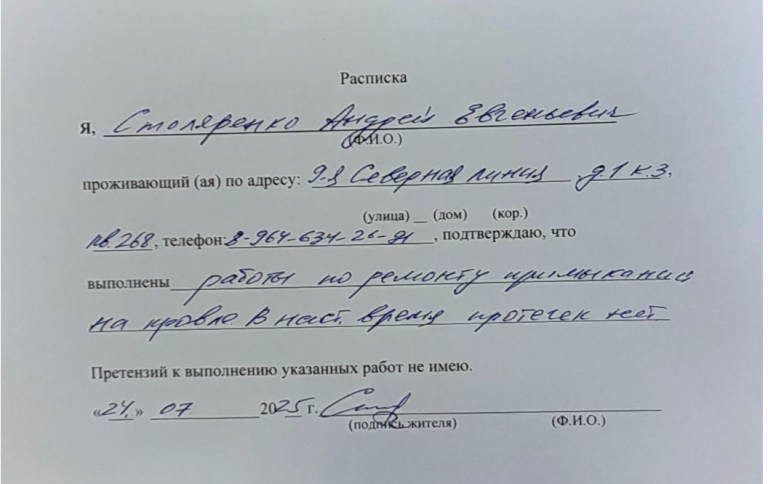 Расписка
Я, Столяренко Андрей Евгеньевич
(Ф.И.О.)
проживающий (ая) по адресу: 9-я Северная линия д.1 к.3,
(улица) __ (дом) (кор.)
кв. 268, телефон: 8-964-634-26-91, подтверждаю, что
выполнены работы по ремонту примыкания
на кровле. В наст. время протечек нет.
Претензий к выполнению указанных работ не имею.
«24» 07 2025 г.
(подпись жителя) (Ф.И.О.)